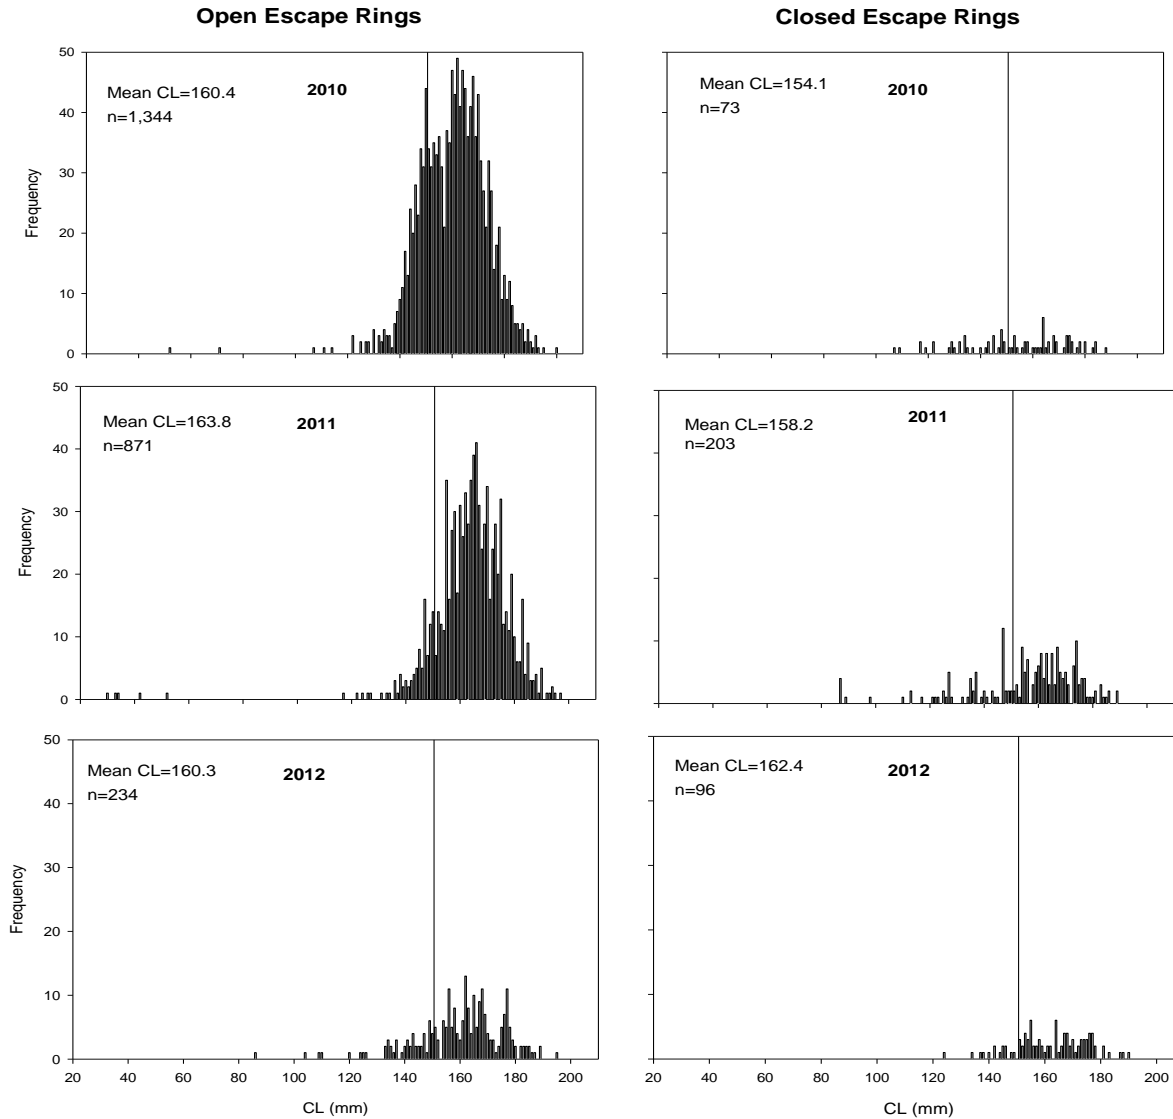 Open Escape Rings
Closed Escape Rings
50
40
30
20
10
0
Frequency
Mean CL=160.4
n=1,344
2010
Mean CL=154.1
n=73
2010
50
40
30
20
10
0
Frequency
Mean CL=163.8
n=871
2011
Mean CL=158.2
n=203
2011
50
40
30
20
10
0
Frequency
Mean CL=160.3
n=234
2012
Mean CL=162.4
n=96
2012
20 40 60 80 100 120 140 160 180 200
20 40 60 80 100 120 140 160 180 200
CL (mm)
CL (mm)